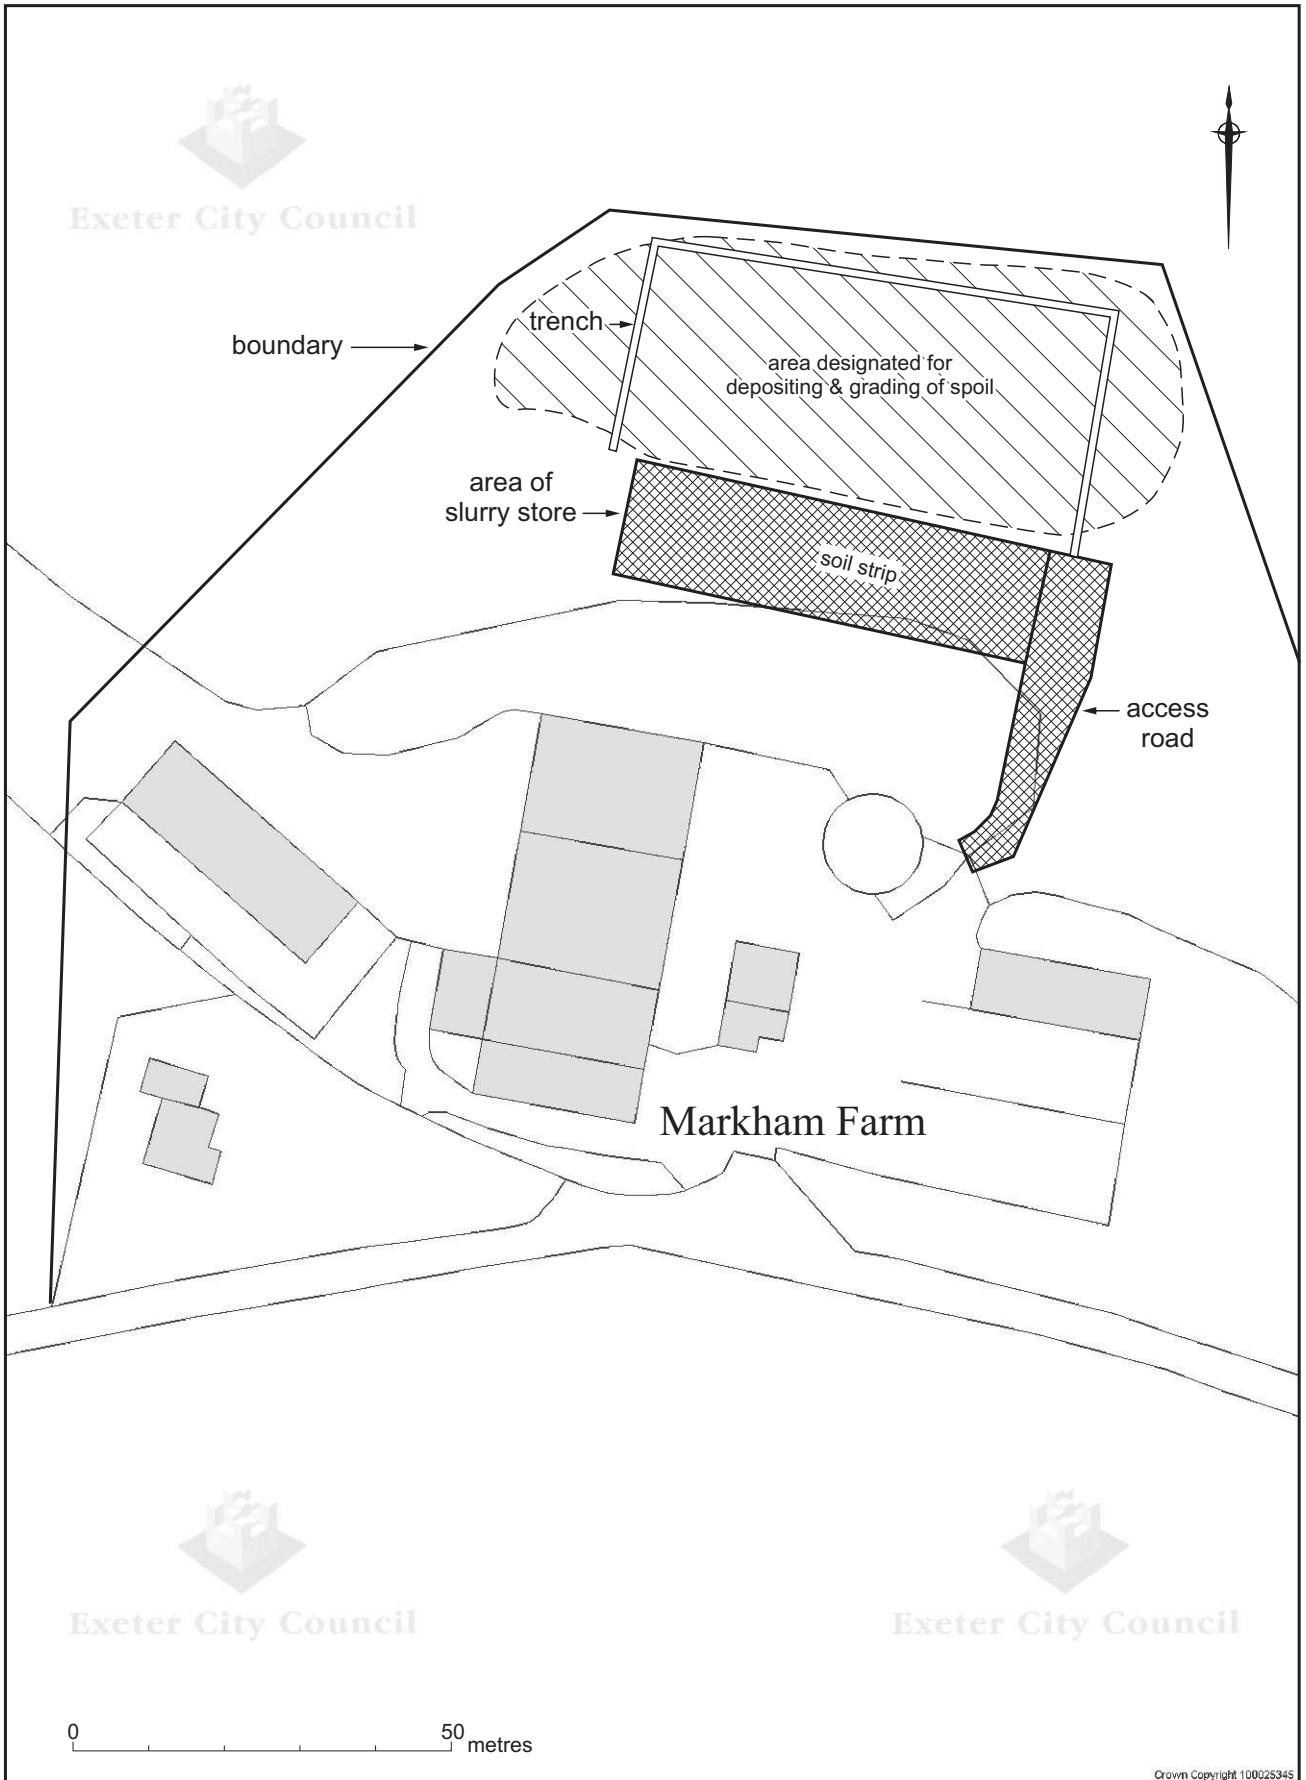 Exeter City Council
boundary
trench
area designated for
depositing & grading of spoil
area of
slurry store
soil strip
access
road
Markham Farm
Exeter City Council
Exeter City Council
0 50 metres
Crown Copyright 100025345